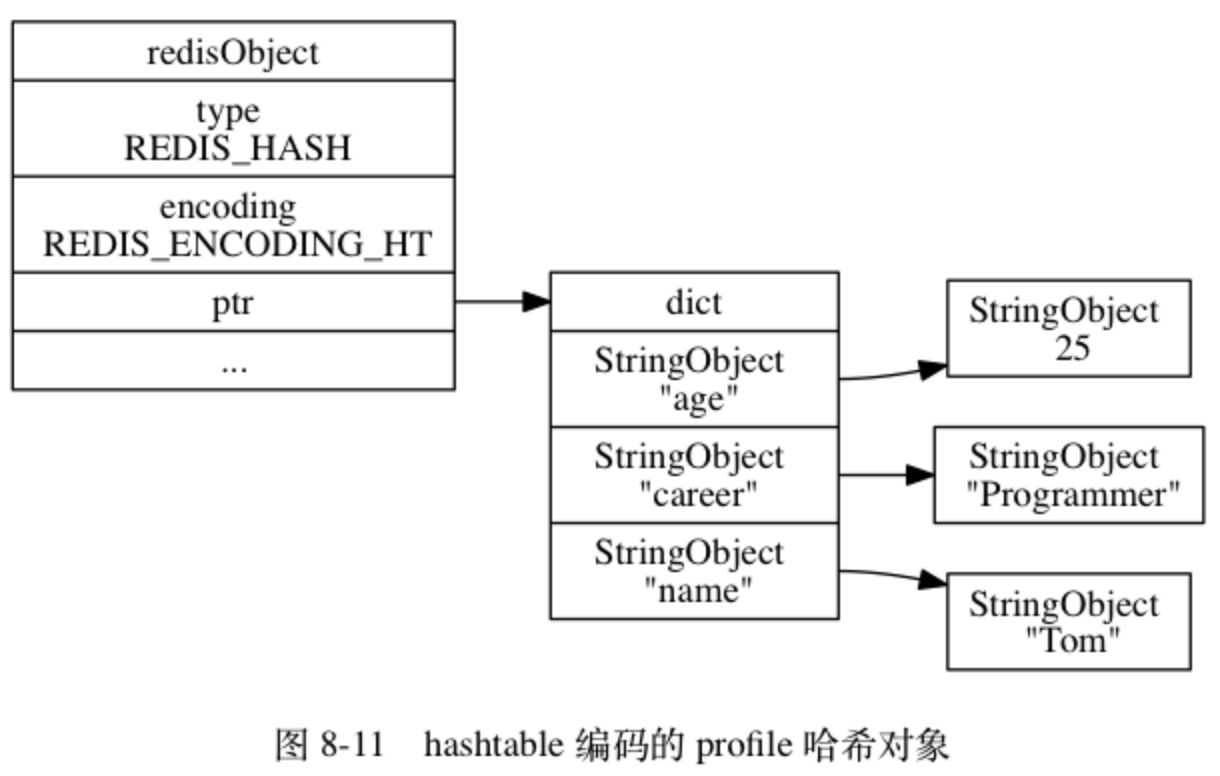 redisObject
type
REDIS_HASH
encoding
REDIS_ENCODING_HT
ptr
...
dict
StringObject
"age"
StringObject
"career"
StringObject
"name"
StringObject
25
StringObject
"Programmer"
StringObject
"Tom"
图 8-11 hashtable 编码的 profile 哈希对象